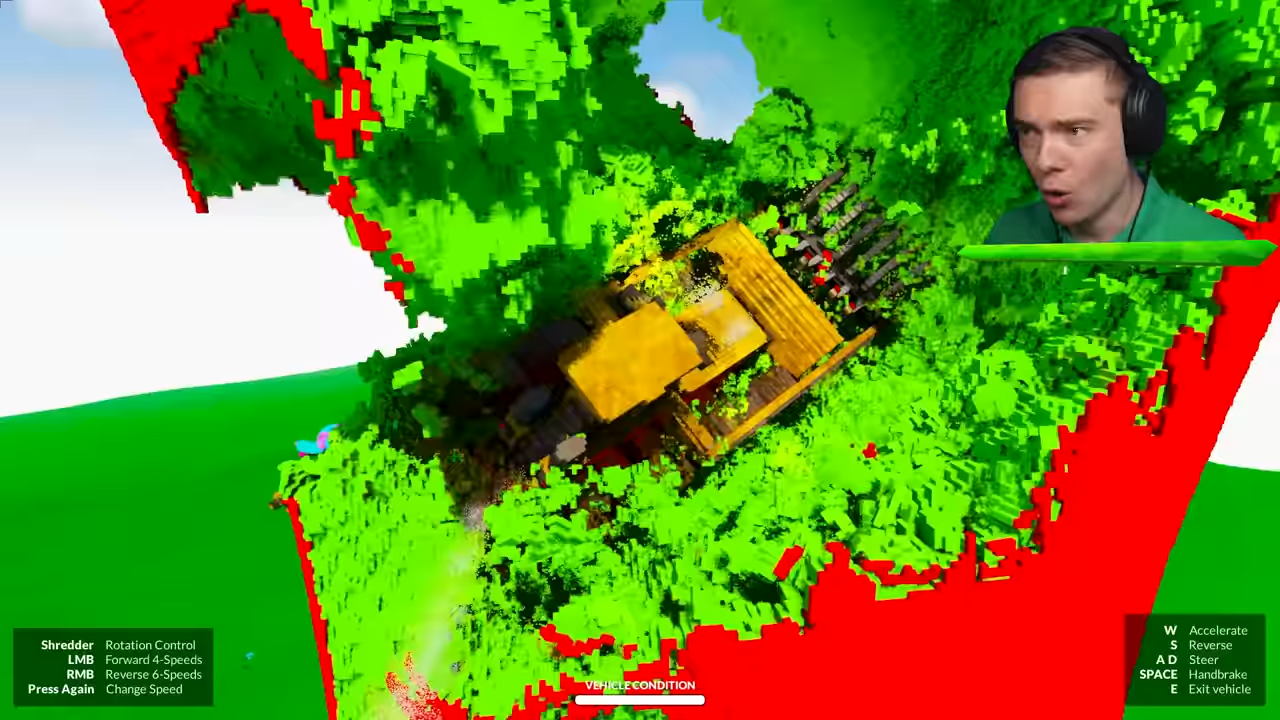 Shredder Rotation Control
LMB Forward 4-Speeds
RMB Reverse 6-Speeds
Press Again Change Speed
VEHICLE CONDITION
W Accelerate
S Reverse
A D Steer
SPACE Handbrake
E Exit vehicle